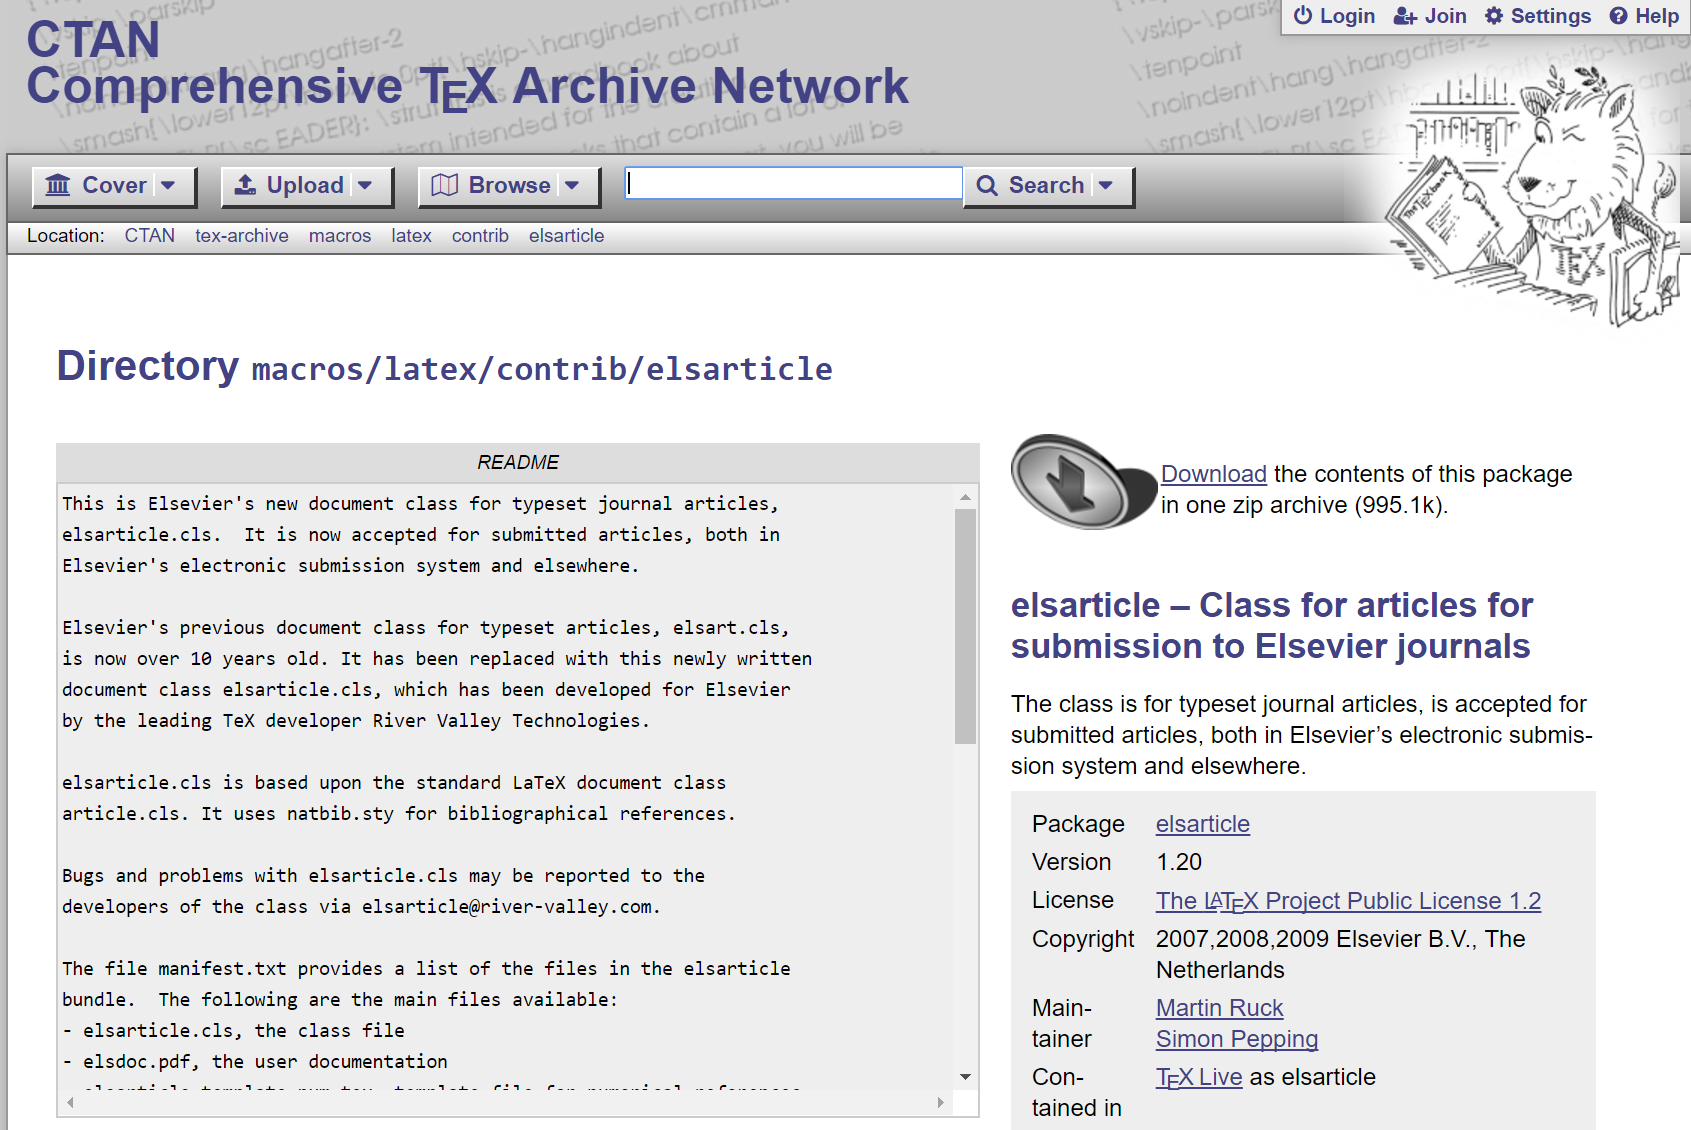 Login Join Settings Help
CTAN
Comprehensive TEX Archive Network
Cover Upload Browse Search
Location: CTAN tex-archive macros latex contrib elsarticle
Directory macros/latex/contrib/elsarticle
README
This is Elsevier's new document class for typeset journal articles,
elsarticle.cls.  It is now accepted for submitted articles, both in
Elsevier's electronic submission system and elsewhere.
Elsevier's previous document class for typeset articles, elsart.cls,
is now over 10 years old. It has been replaced with this newly written
document class elsarticle.cls, which has been developed for Elsevier
by the leading TeX developer River Valley Technologies.
elsarticle.cls is based upon the standard LaTeX document class
article.cls. It uses natbib.sty for bibliographical references.
Bugs and problems with elsarticle.cls may be reported to the
developers of the class via elsarticle@river-valley.com.
The file manifest.txt provides a list of the files in the elsarticle
bundle.  The following are the main files available:
- elsarticle.cls, the class file
- elsdoc.pdf, the user documentation
Download the contents of this package
in one zip archive (995.1k).
elsarticle – Class for articles for
submission to Elsevier journals
The class is for typeset journal articles, is accepted for
submitted articles, both in Elsevier’s electronic submis-
sion system and elsewhere.
Package elsarticle
Version 1.20
License The LATEX Project Public License 1.2
Copyright 2007,2008,2009 Elsevier B.V., The
Netherlands
Main- Martin Ruck
tainer Simon Pepping
Con- TEX Live as elsarticle
tained in